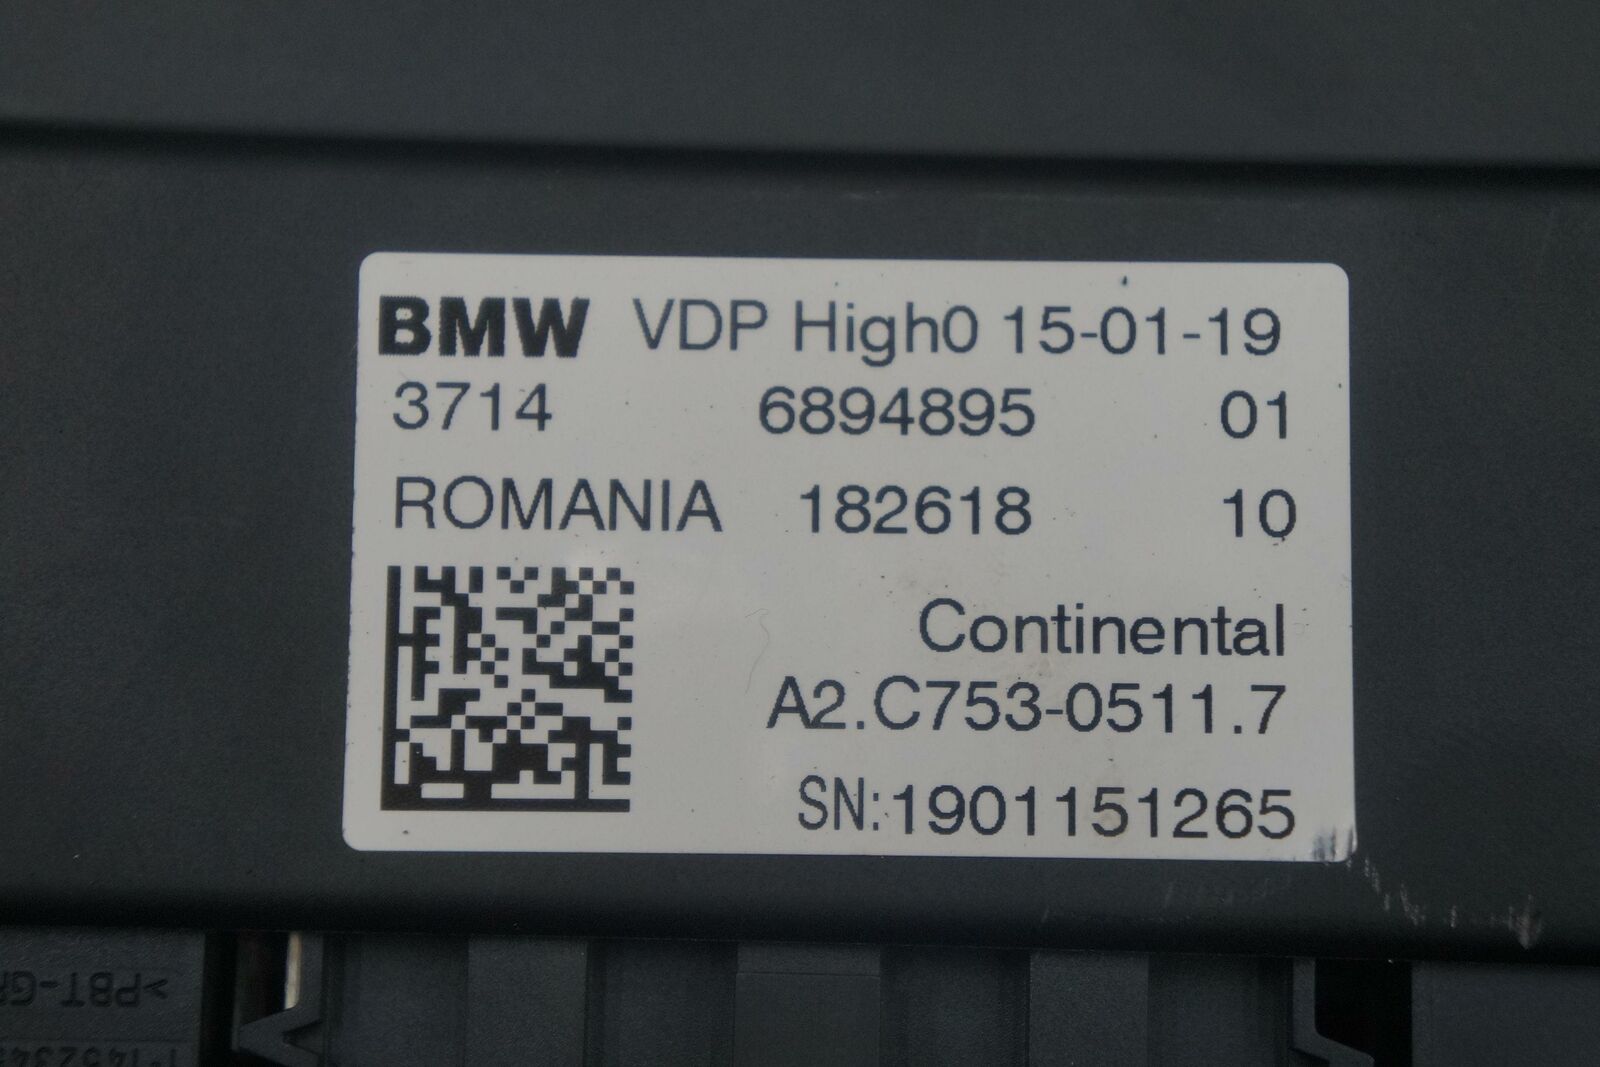 BMW VDP High0 15-01-19
3714 6894895 01
ROMANIA 182618 10
Continental
A2.C753-0511.7
SN:1901151265
>PBT-G